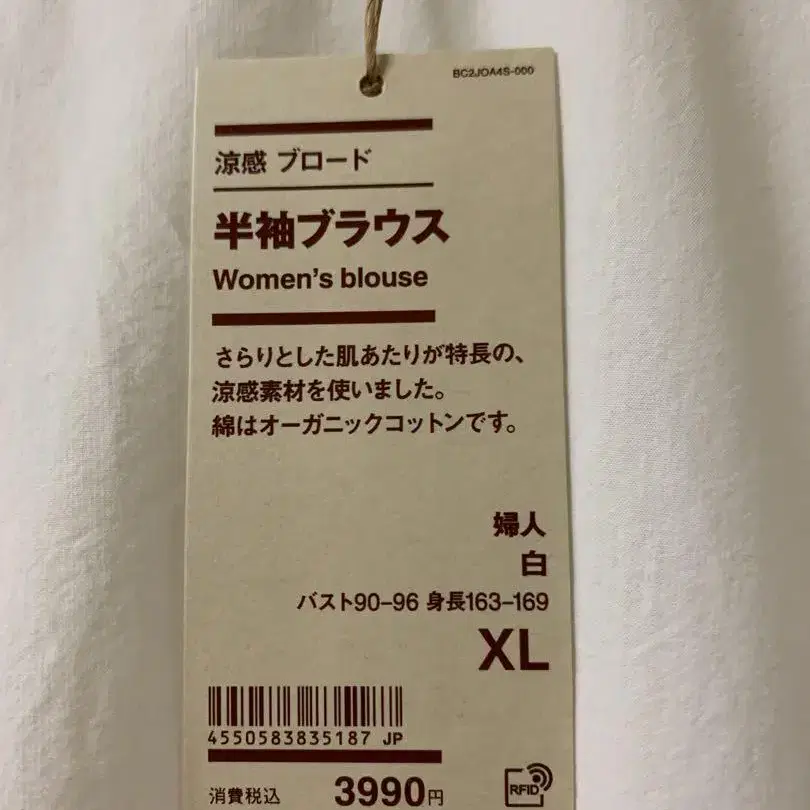 BC2JOA4S-000
涼感 ブロード
半袖ブラウス
Women's blouse
さらりとした肌あたりが特長の、
涼感素材を使いました。
綿はオーガニックコットンです。
婦人
白
バスト90-96 身長163-169
XL
4550583835187 JP
消費税込 3990円
RFID